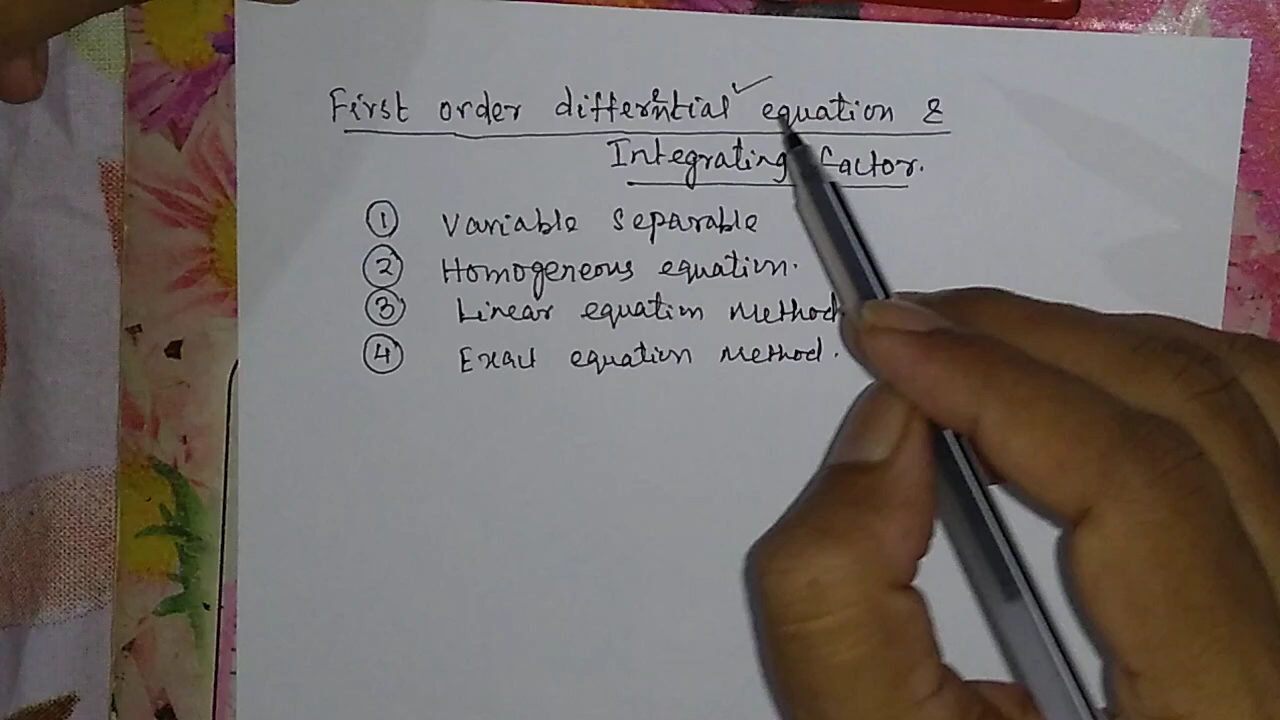 First order differential equation &
Integrating factor.
① Variable separable
② Homogeneous equation.
③ Linear equation method
④ Exact equation method.